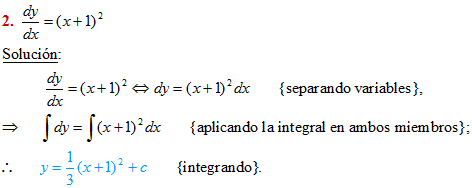 2. dy/dx = (x+1)²
Solución:
dy/dx = (x+1)² ⇔ dy = (x+1)² dx {separando variables},
⇒ ∫ dy = ∫ (x+1)² dx {aplicando la integral en ambos miembros};
∴ y = 1/3 (x+1)² + c {integrando}.